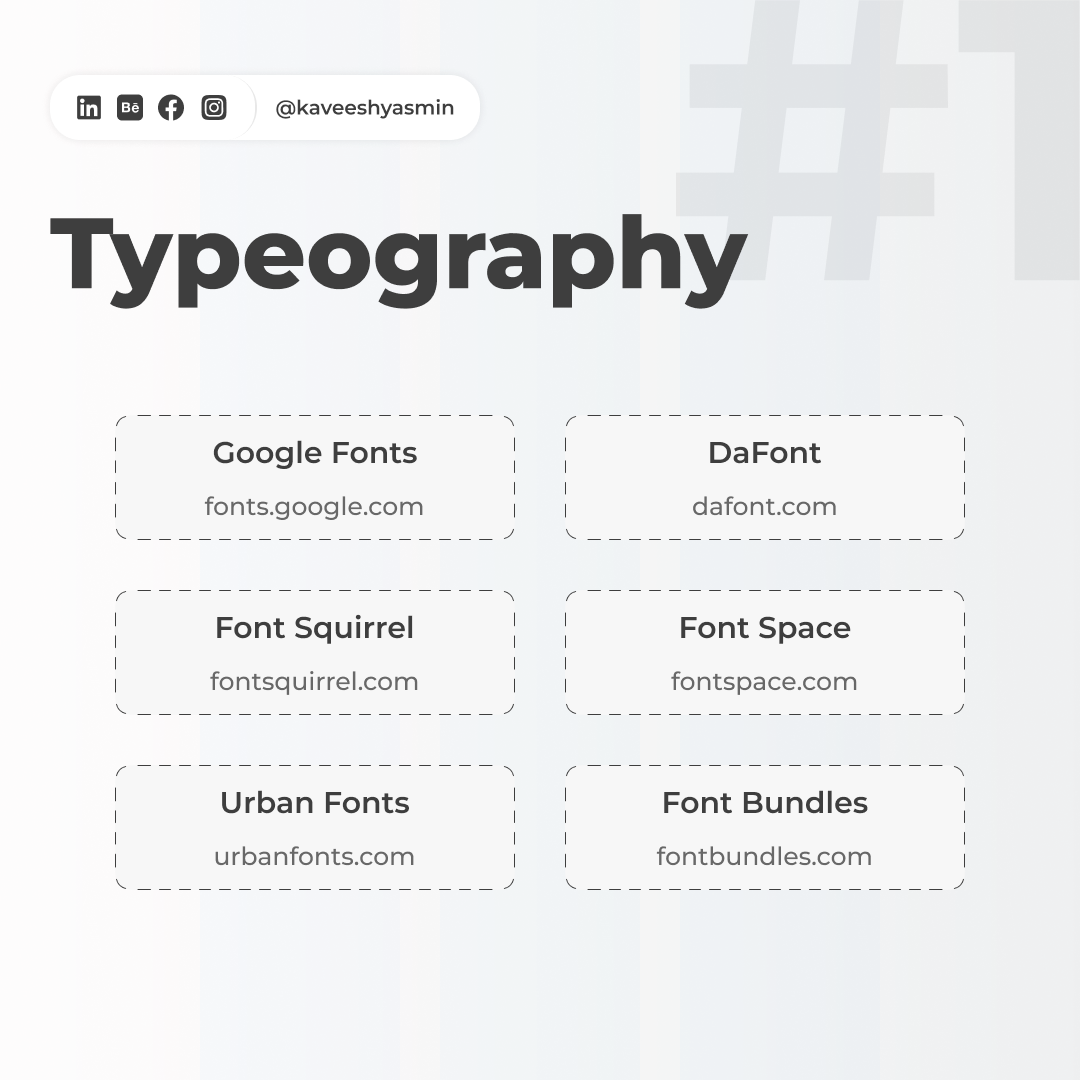 #1
in Bē @kaveeshyasmin
Typeography
Google Fonts
fonts.google.com
DaFont
dafont.com
Font Squirrel
fontsquirrel.com
Font Space
fontspace.com
Urban Fonts
urbanfonts.com
Font Bundles
fontbundles.com